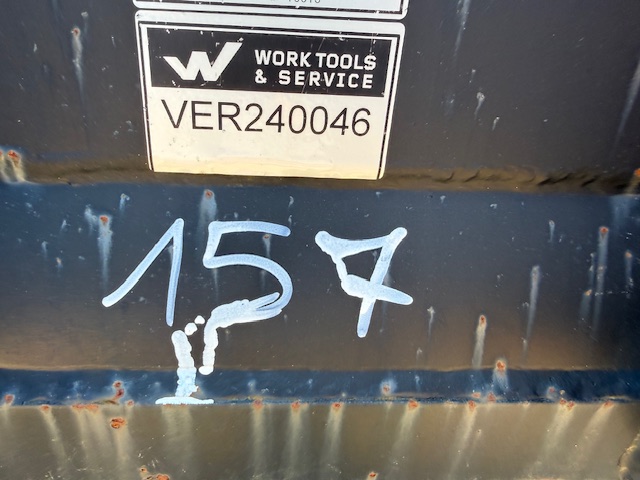 WORK TOOLS
& SERVICE
VER240046
157